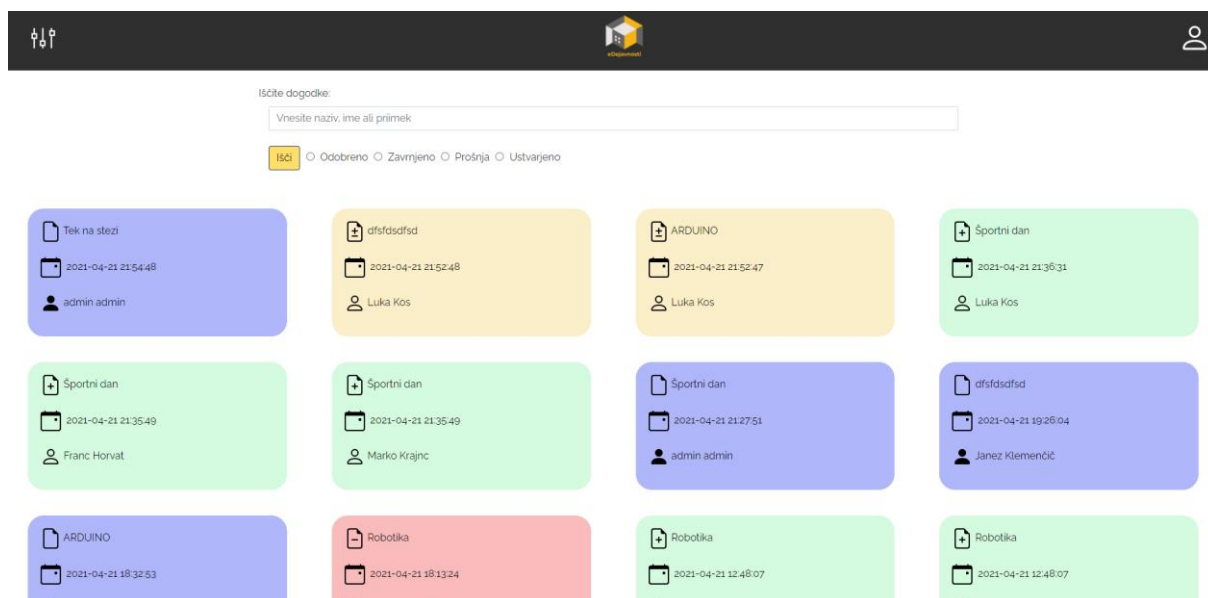 eDejavnosti
Iščite dogodke:
Vnesite naziv, ime ali priimek
Išči Odobreno Zavrnjeno Prošnja Ustvarjeno
Tek na stezi
2021-04-21 21:54:48
admin admin
dfsfdsdfsd
2021-04-21 21:52:48
Luka Kos
ARDUINO
2021-04-21 21:52:47
Luka Kos
Športni dan
2021-04-21 21:36:31
Luka Kos
Športni dan
2021-04-21 21:35:49
Franc Horvat
Športni dan
2021-04-21 21:35:49
Marko Krajnc
Športni dan
2021-04-21 21:27:51
admin admin
dfsfdsdfsd
2021-04-21 19:26:04
Janez Klemenčič
ARDUINO
2021-04-21 18:32:53
Robotika
2021-04-21 18:13:24
Robotika
2021-04-21 12:48:07
Robotika
2021-04-21 12:48:07